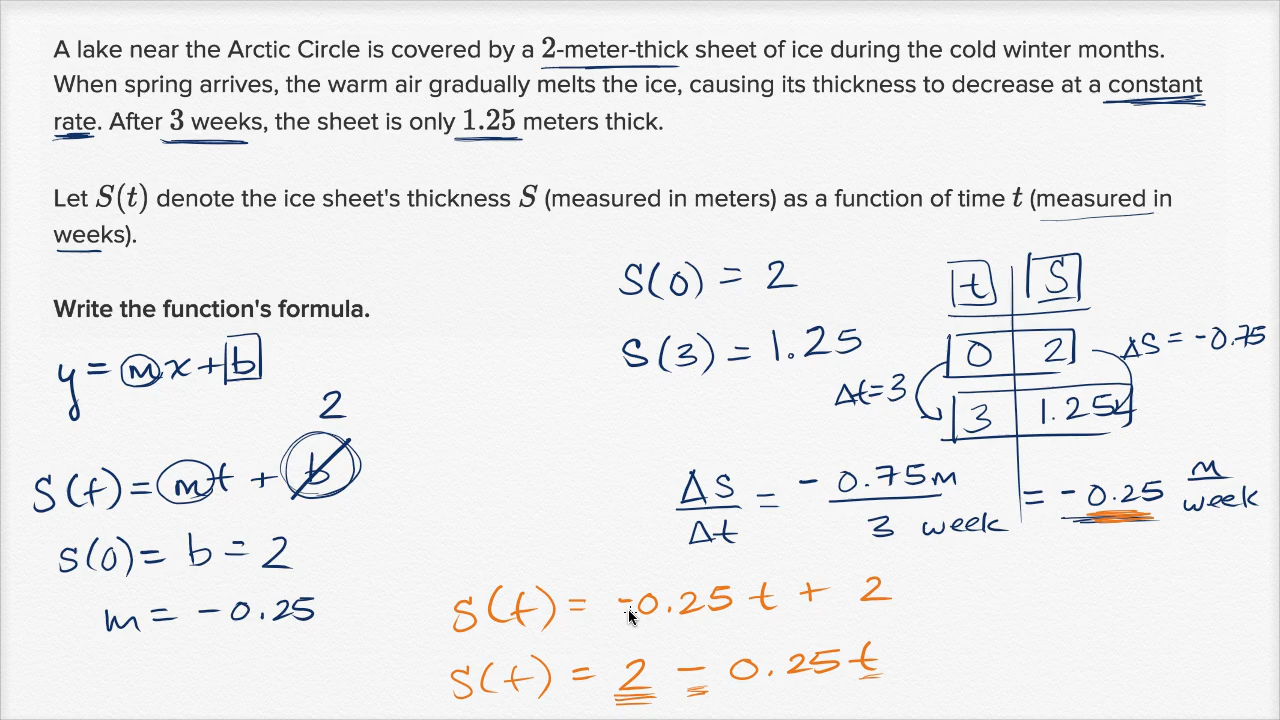 A lake near the Arctic Circle is covered by a 2-meter-thick sheet of ice during the cold winter months.
When spring arrives, the warm air gradually melts the ice, causing its thickness to decrease at a constant
rate. After 3 weeks, the sheet is only 1.25 meters thick.
Let S(t) denote the ice sheet's thickness S (measured in meters) as a function of time t (measured in
weeks).
Write the function's formula.
y = mx + b
2
S(t) = mt + b
S(0) = b = 2
m = -0.25
S(0) = 2
S(3) = 1.25
t S
0 2
ΔS = -0.75
Δt=3
3 1.25
ΔS/Δt = -0.75m / 3 week = -0.25 m/week
S(t) = -0.25t + 2
S(t) = 2 - 0.25t